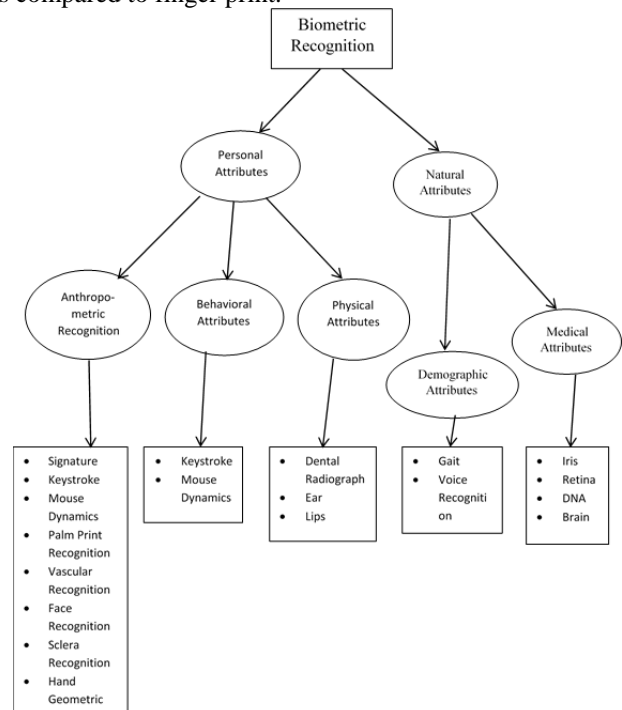 s compared to finger print.
Biometric
Recognition
Personal
Attributes
Natural
Attributes
Anthropo-
metric
Recognition
Behavioral
Attributes
Physical
Attributes
Demographic
Attributes
Medical
Attributes
• Signature
• Keystroke
• Mouse
Dynamics
• Palm Print
Recognition
• Vascular
Recognition
• Face
Recognition
• Sclera
Recognition
• Hand
Geometric
• Keystroke
• Mouse
Dynamics
• Dental
Radiograph
• Ear
• Lips
• Gait
• Voice
Recogniti
on
• Iris
• Retina
• DNA
• Brain